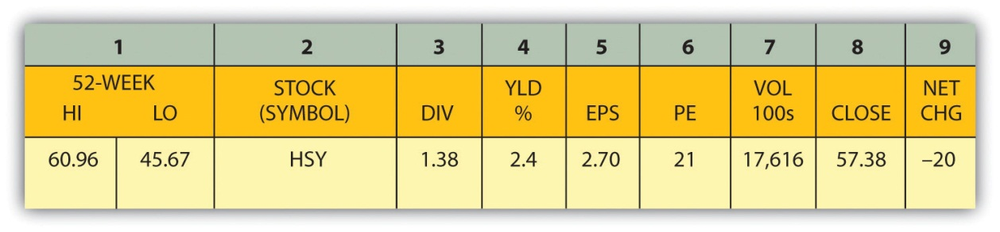 1 2 3 4 5 6 7 8 9
52-WEEK STOCK YLD VOL NET
HI LO (SYMBOL) DIV % EPS PE 100s CLOSE CHG
60.96 45.67 HSY 1.38 2.4 2.70 21 17,616 57.38 –20